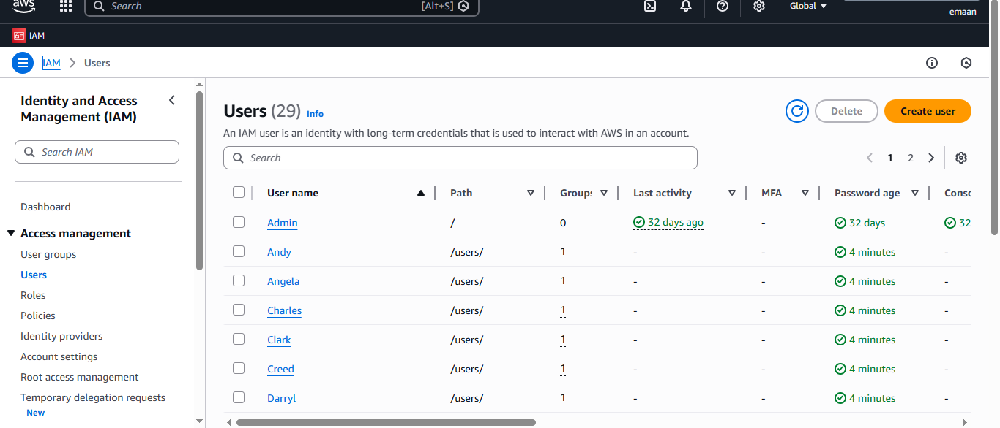 aws
Search [Alt+S]
Global
emaan
IAM
IAM > Users
Identity and Access
Management (IAM)
Search IAM
Dashboard
Access management
User groups
Users
Roles
Policies
Identity providers
Account settings
Root access management
Temporary delegation requests
New
Users (29) Info
Delete
Create user
An IAM user is an identity with long-term credentials that is used to interact with AWS in an account.
Search
1 2
User name Path Groups Last activity MFA Password age Consc
Admin / 0 32 days ago - 32 days 32
Andy /users/ 1 - - 4 minutes -
Angela /users/ 1 - - 4 minutes -
Charles /users/ 1 - - 4 minutes -
Clark /users/ 1 - - 4 minutes -
Creed /users/ 1 - - 4 minutes -
Darryl /users/ 1 - - 4 minutes -